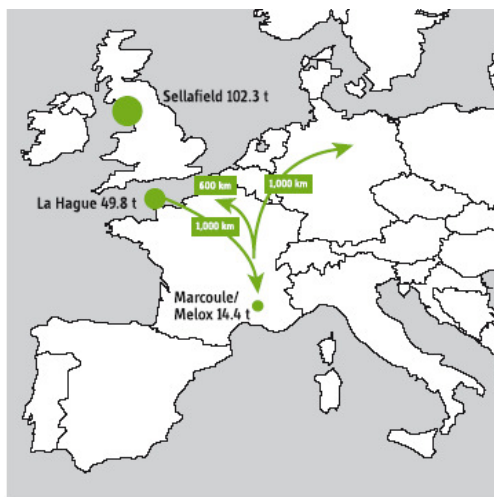 Sellafield 102.3 t
600 km
1,000 km
La Hague 49.8 t
1,000 km
Marcoule/
Melox 14.4 t